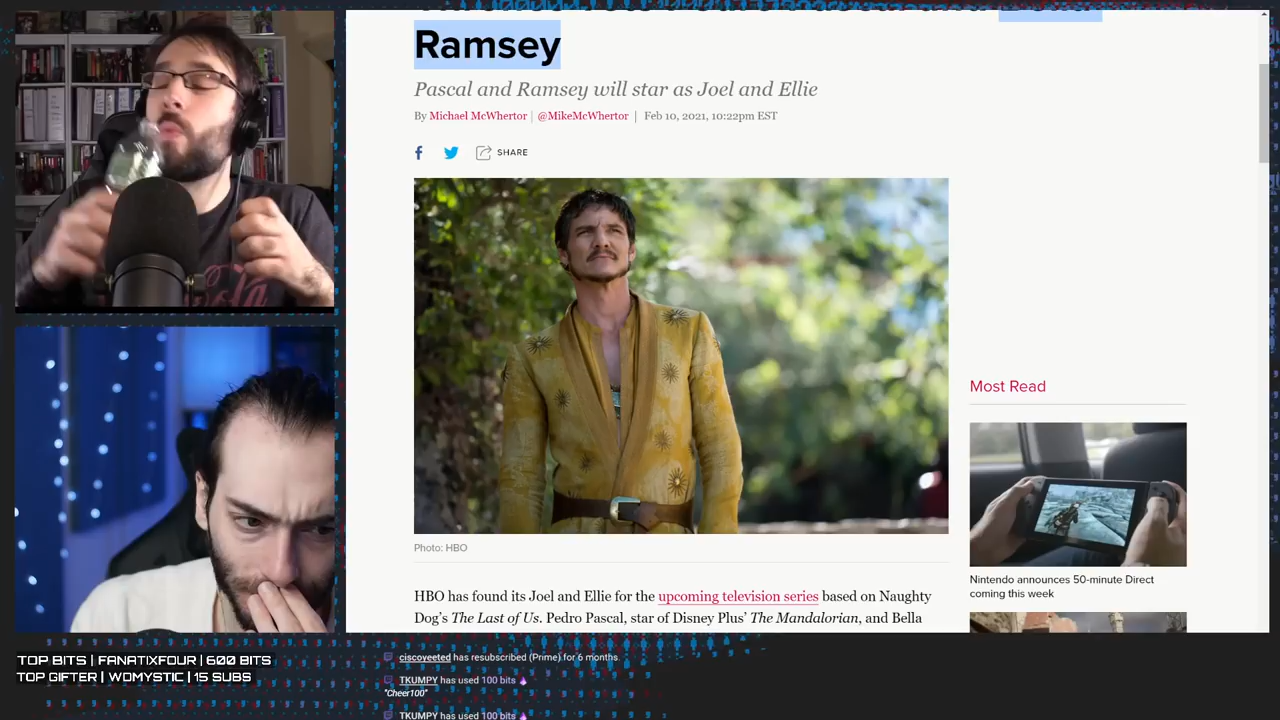 Ramsey
Pascal and Ramsey will star as Joel and Ellie
By Michael McWhertor | @MikeMcWhertor | Feb 10, 2021, 10:22pm EST
SHARE
Photo: HBO
HBO has found its Joel and Ellie for the upcoming television series based on Naughty
Dog's The Last of Us. Pedro Pascal, star of Disney Plus' The Mandalorian, and Bella
Most Read
Nintendo announces 50-minute Direct
coming this week
TOP BITS | FANATIXFOUR | 600 BITS
TOP GIFTER | WDMYSTIC | 15 SUBS
ciscoveeted has resubscribed (Prime) for 6 months.
TKUMPY has used 100 bits
"Cheer100"
TKUMPY has used 100 bits